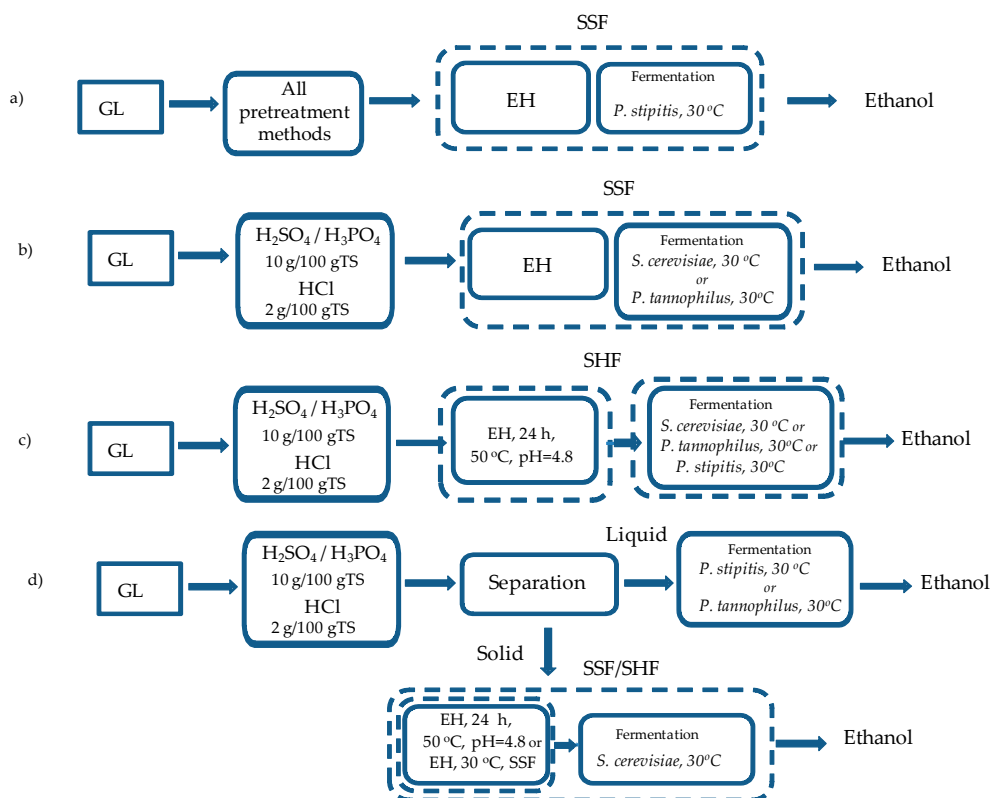 SSF
a)
GL
All
pretreatment
methods
EH
Fermentation
P. stipitis, 30 °C
Ethanol
SSF
b)
GL
H₂SO₄ / H₃PO₄
10 g/100 gTS
HCl
2 g/100 gTS
EH
Fermentation
S. cerevisiae, 30 °C
or
P. tannophilus, 30°C
Ethanol
SHF
c)
GL
H₂SO₄ / H₃PO₄
10 g/100 gTS
HCl
2 g/100 gTS
EH, 24 h,
50 °C, pH=4.8
Fermentation
S. cerevisiae, 30 °C or
P. tannophilus, 30°C or
P. stipitis, 30°C
Ethanol
d)
GL
H₂SO₄ / H₃PO₄
10 g/100 gTS
HCl
2 g/100 gTS
Separation
Liquid
Fermentation
P. stipitis, 30 °C
or
P. tannophilus, 30°C
Ethanol
Solid
SSF/SHF
EH, 24 h,
50 °C, pH=4.8 or
EH, 30 °C, SSF
Fermentation
S. cerevisiae, 30°C
Ethanol